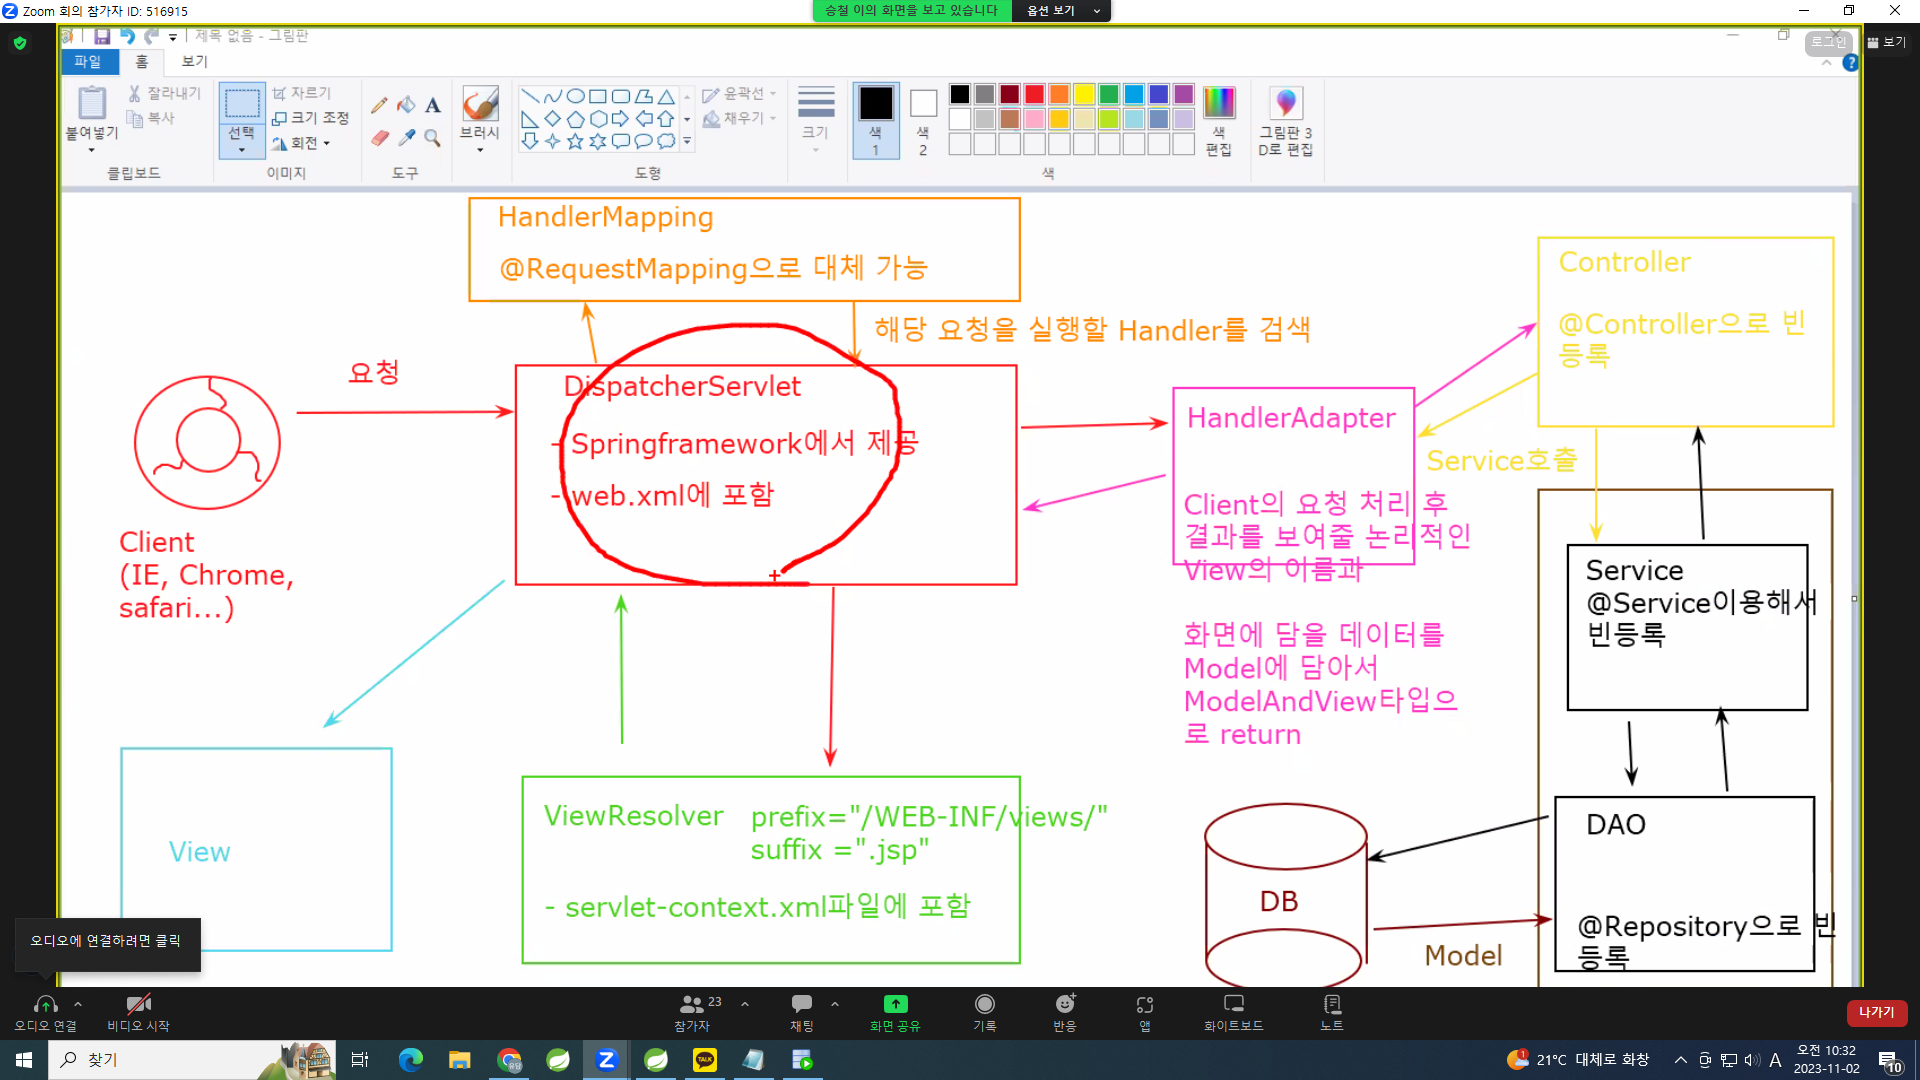 Zoom 회의 참가자 ID: 516915
승철 이의 화면을 보고 있습니다
옵션 보기
제목 없음 - 그림판
로그인
보기
파일
홈
보기
붙여넣기
잘라내기
복사
클립보드
선택
자르기
크기 조정
회전
이미지
도구
브러시
윤곽선
채우기
도형
크기
색
1
색
2
색
편집
그림판 3
D로 편집
색
HandlerMapping
@RequestMapping으로 대체 가능
해당 요청을 실행할 Handler를 검색
요청
Client
(IE, Chrome,
safari...)
DispatcherServlet
- Springframework에서 제공
- web.xml에 포함
HandlerAdapter
Client의 요청 처리 후
결과를 보여줄 논리적인
View의 이름과
화면에 담을 데이터를
Model에 담아서
ModelAndView타입으
로 return
Controller
@Controller으로 빈
등록
Service호출
Service
@Service이용해서
빈등록
DAO
@Repository으로 빈
등록
DB
Model
View
ViewResolver
prefix="/WEB-INF/views/"
suffix =".jsp"
- servlet-context.xml파일에 포함
오디오에 연결하려면 클릭
오디오 연결
비디오 시작
23
참가자
채팅
화면 공유
기록
반응
앱
화이트보드
노트
나가기
찾기
TALK
1
21°C 대체로 화창
A
오전 10:32
2023-11-02
10